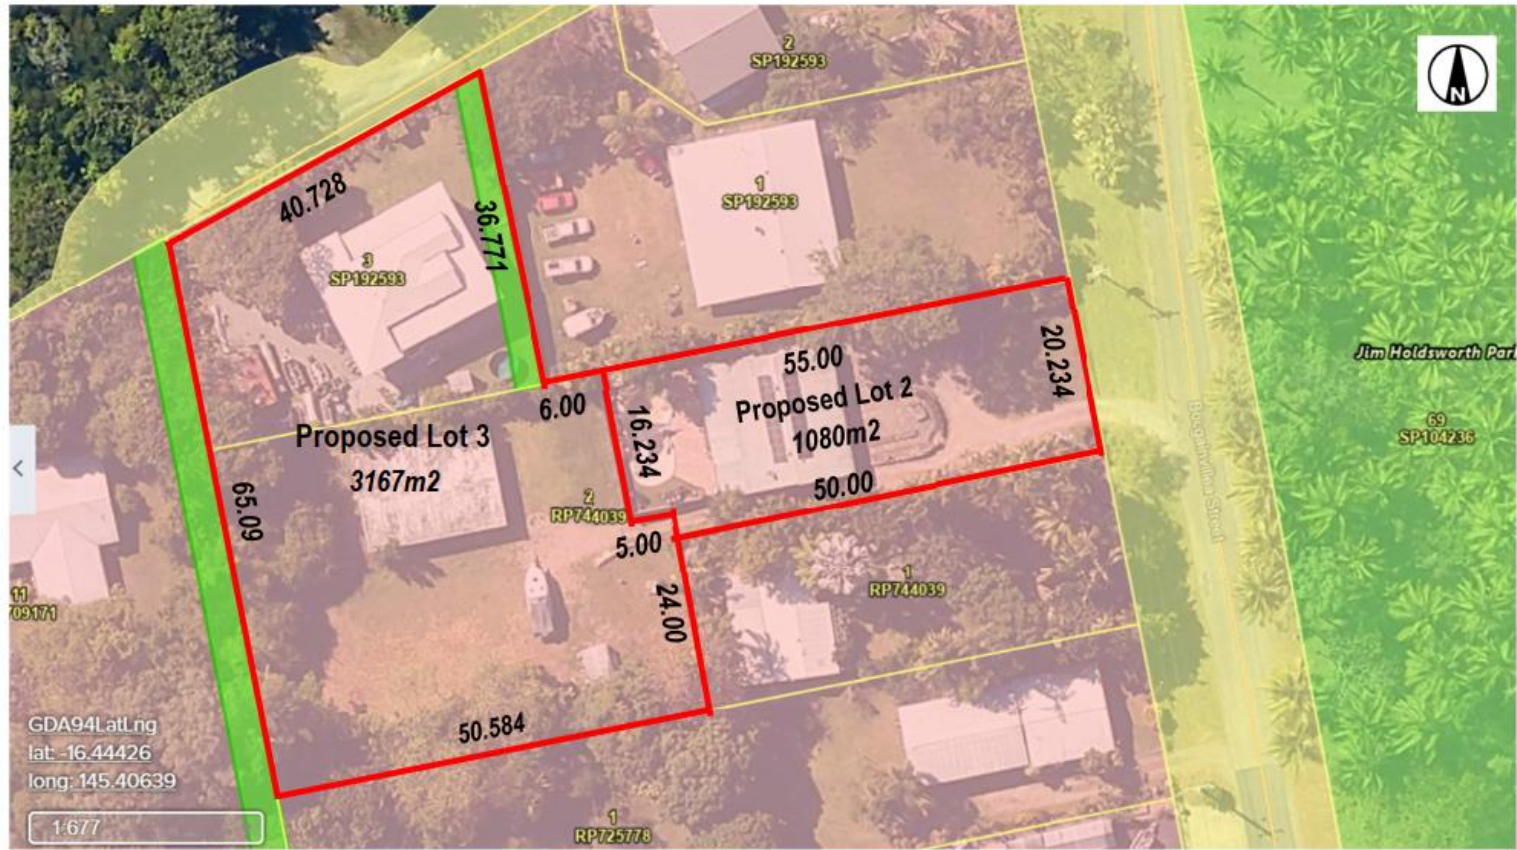 2
SP192593
N
40.728
1
SP192593
36.771
3
SP192593
55.00
20.234
Jim Holdsworth Par
6.00
16.234
Proposed Lot 2
1080m2
69
SP104236
Proposed Lot 3
3167m2
65.09
50.00
2
RP744039
5.00
Bougainvillea Street
11
709171
24.00
1
RP744039
50.584
GDA94LatLng
lat: -16.44426
long: 145.40639
1:677
1
RP725778